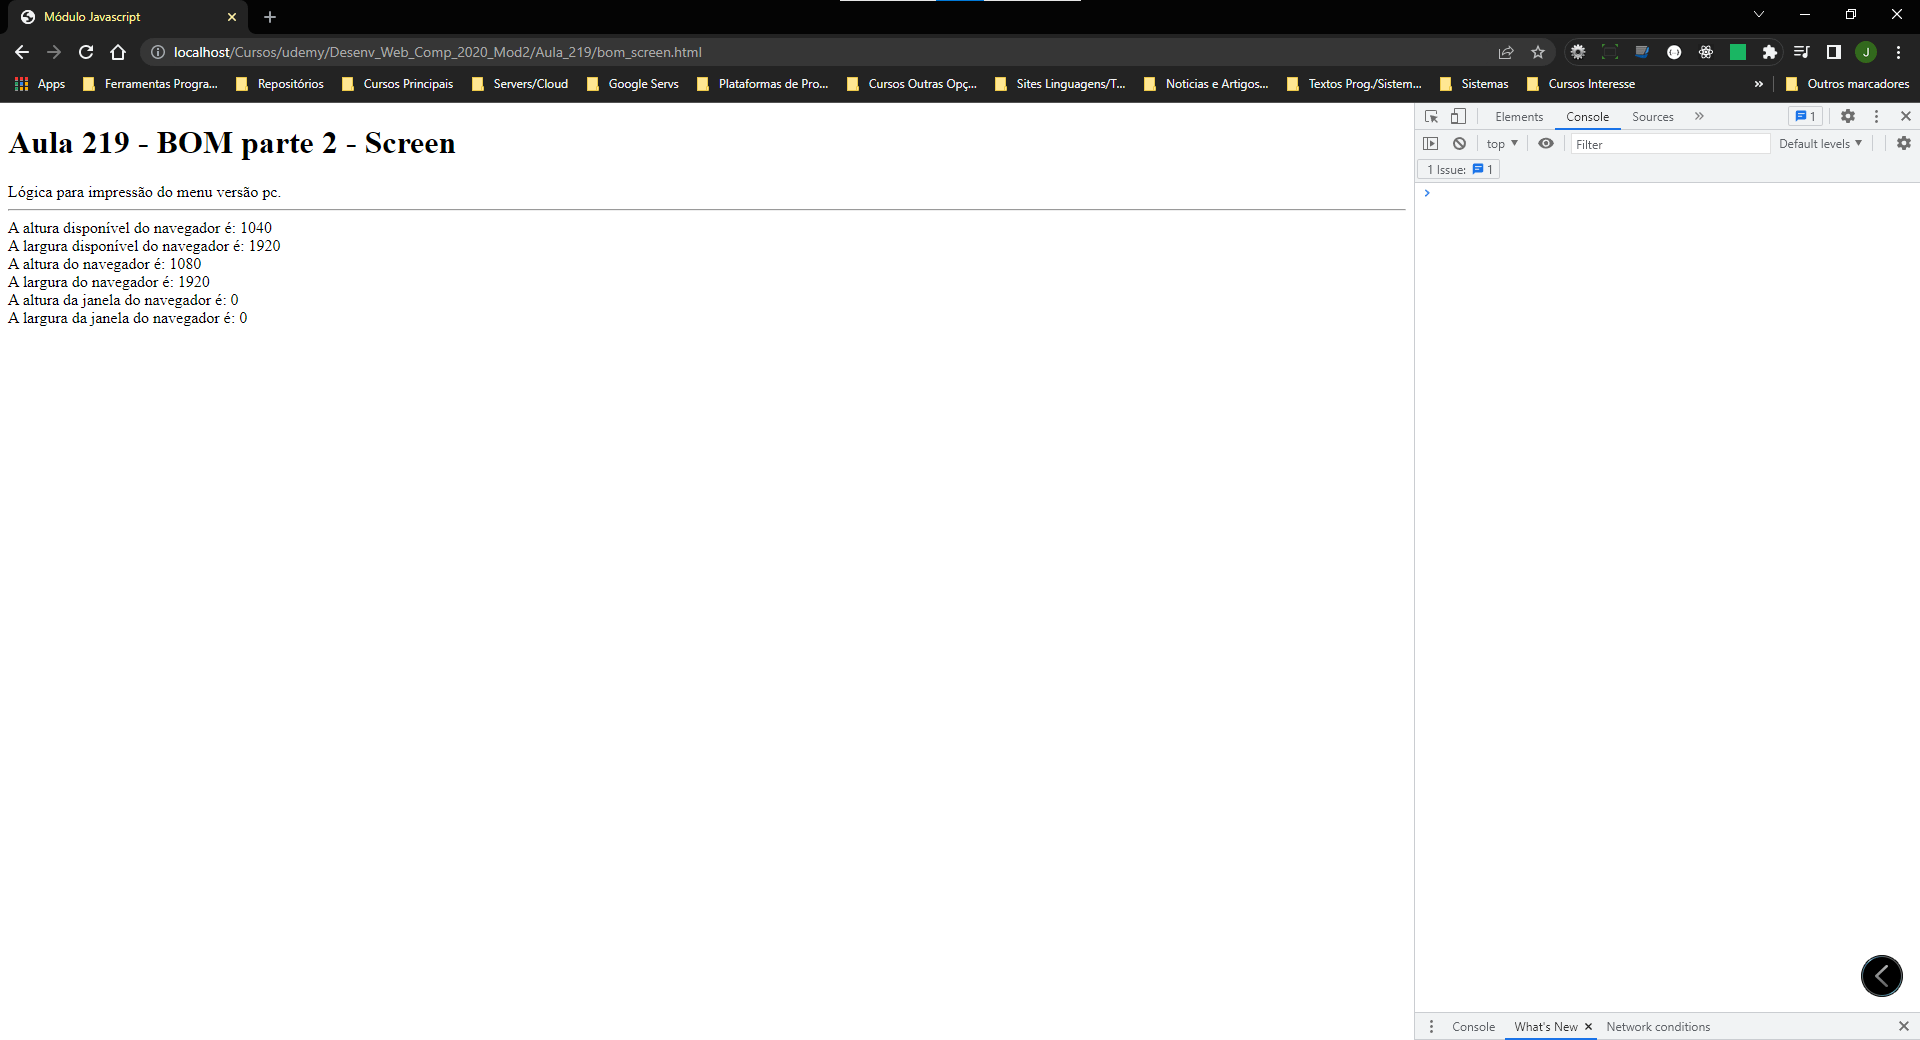 Módulo Javascript
localhost/Cursos/udemy/Desenv_Web_Comp_2020_Mod2/Aula_219/bom_screen.html
J
Apps Ferramentas Progra... Repositórios Cursos Principais Servers/Cloud Google Servs Plataformas de Pro... Cursos Outras Opç... Sites Linguagens/T... Noticias e Artigos... Textos Prog./Sistem... Sistemas Cursos Interesse » Outros marcadores
Aula 219 - BOM parte 2 - Screen
Lógica para impressão do menu versão pc.
A altura disponível do navegador é: 1040
A largura disponível do navegador é: 1920
A altura do navegador é: 1080
A largura do navegador é: 1920
A altura da janela do navegador é: 0
A largura da janela do navegador é: 0
Elements Console Sources » 1
top Filter Default levels
1 Issue: 1
Console What's New Network conditions